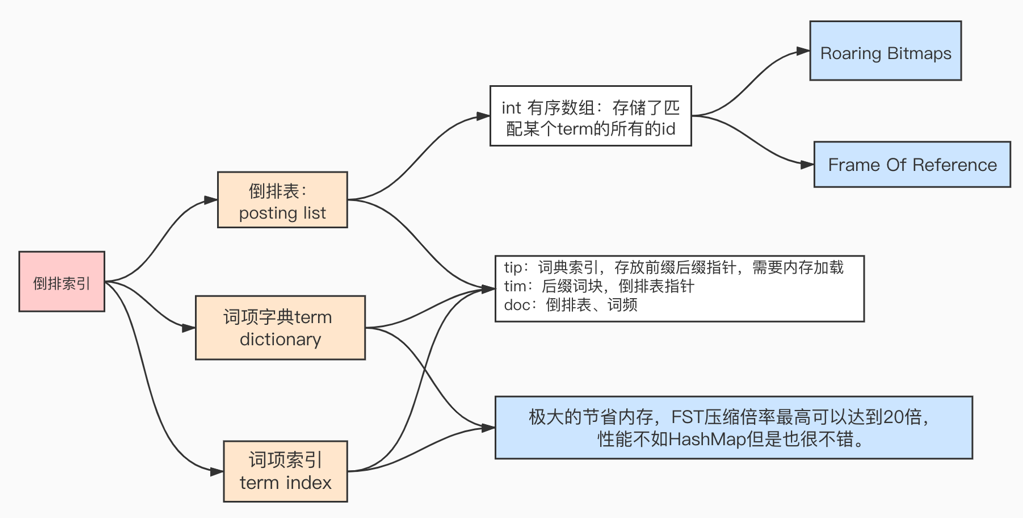 倒排索引
倒排表：
posting list
词项字典term
dictionary
词项索引
term index
int 有序数组：存储了匹
配某个term的所有的id
Roaring Bitmaps
Frame Of Reference
tip：词典索引，存放前缀后缀指针，需要内存加载
tim：后缀词块，倒排表指针
doc：倒排表、词频
极大的节省内存，FST压缩倍率最高可以达到20倍，
性能不如HashMap但是也很不错。